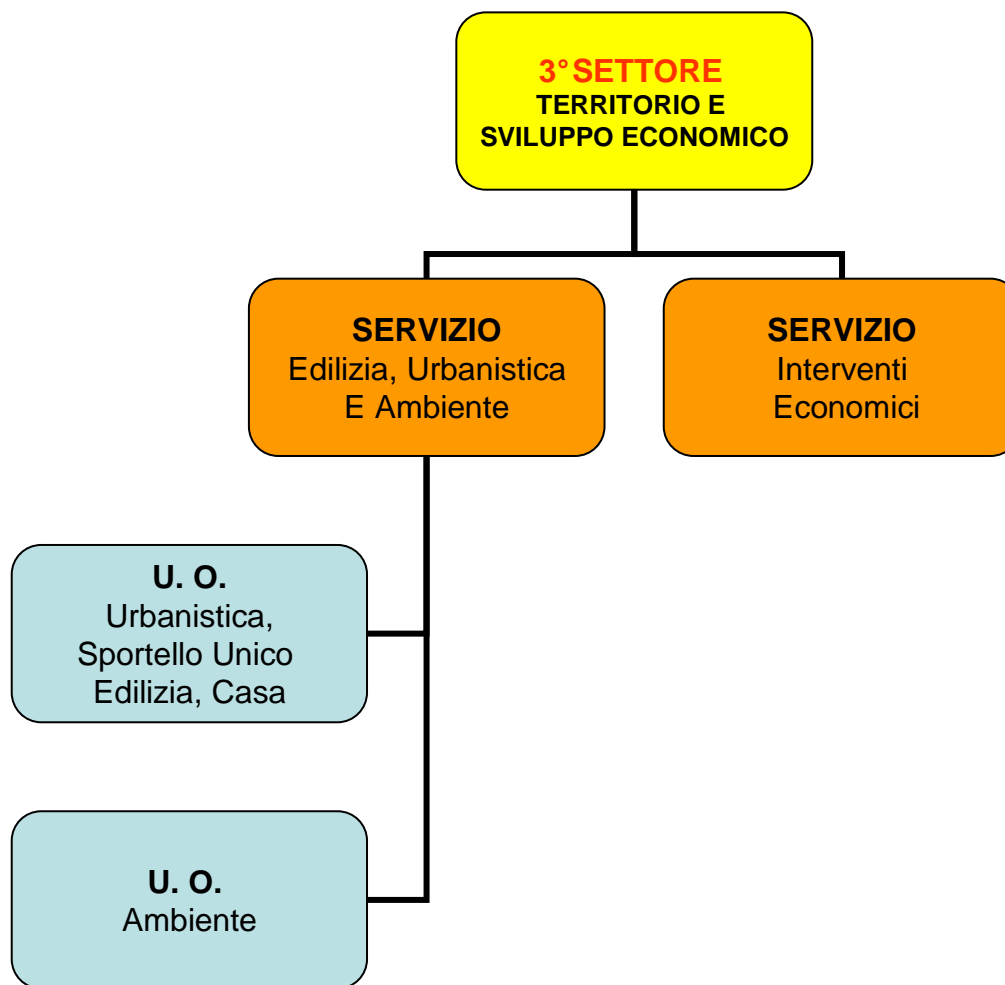 3° SETTORE
TERRITORIO E
SVILUPPO ECONOMICO
SERVIZIO
Edilizia, Urbanistica
E Ambiente
SERVIZIO
Interventi
Economici
U. O.
Urbanistica,
Sportello Unico
Edilizia, Casa
U. O.
Ambiente